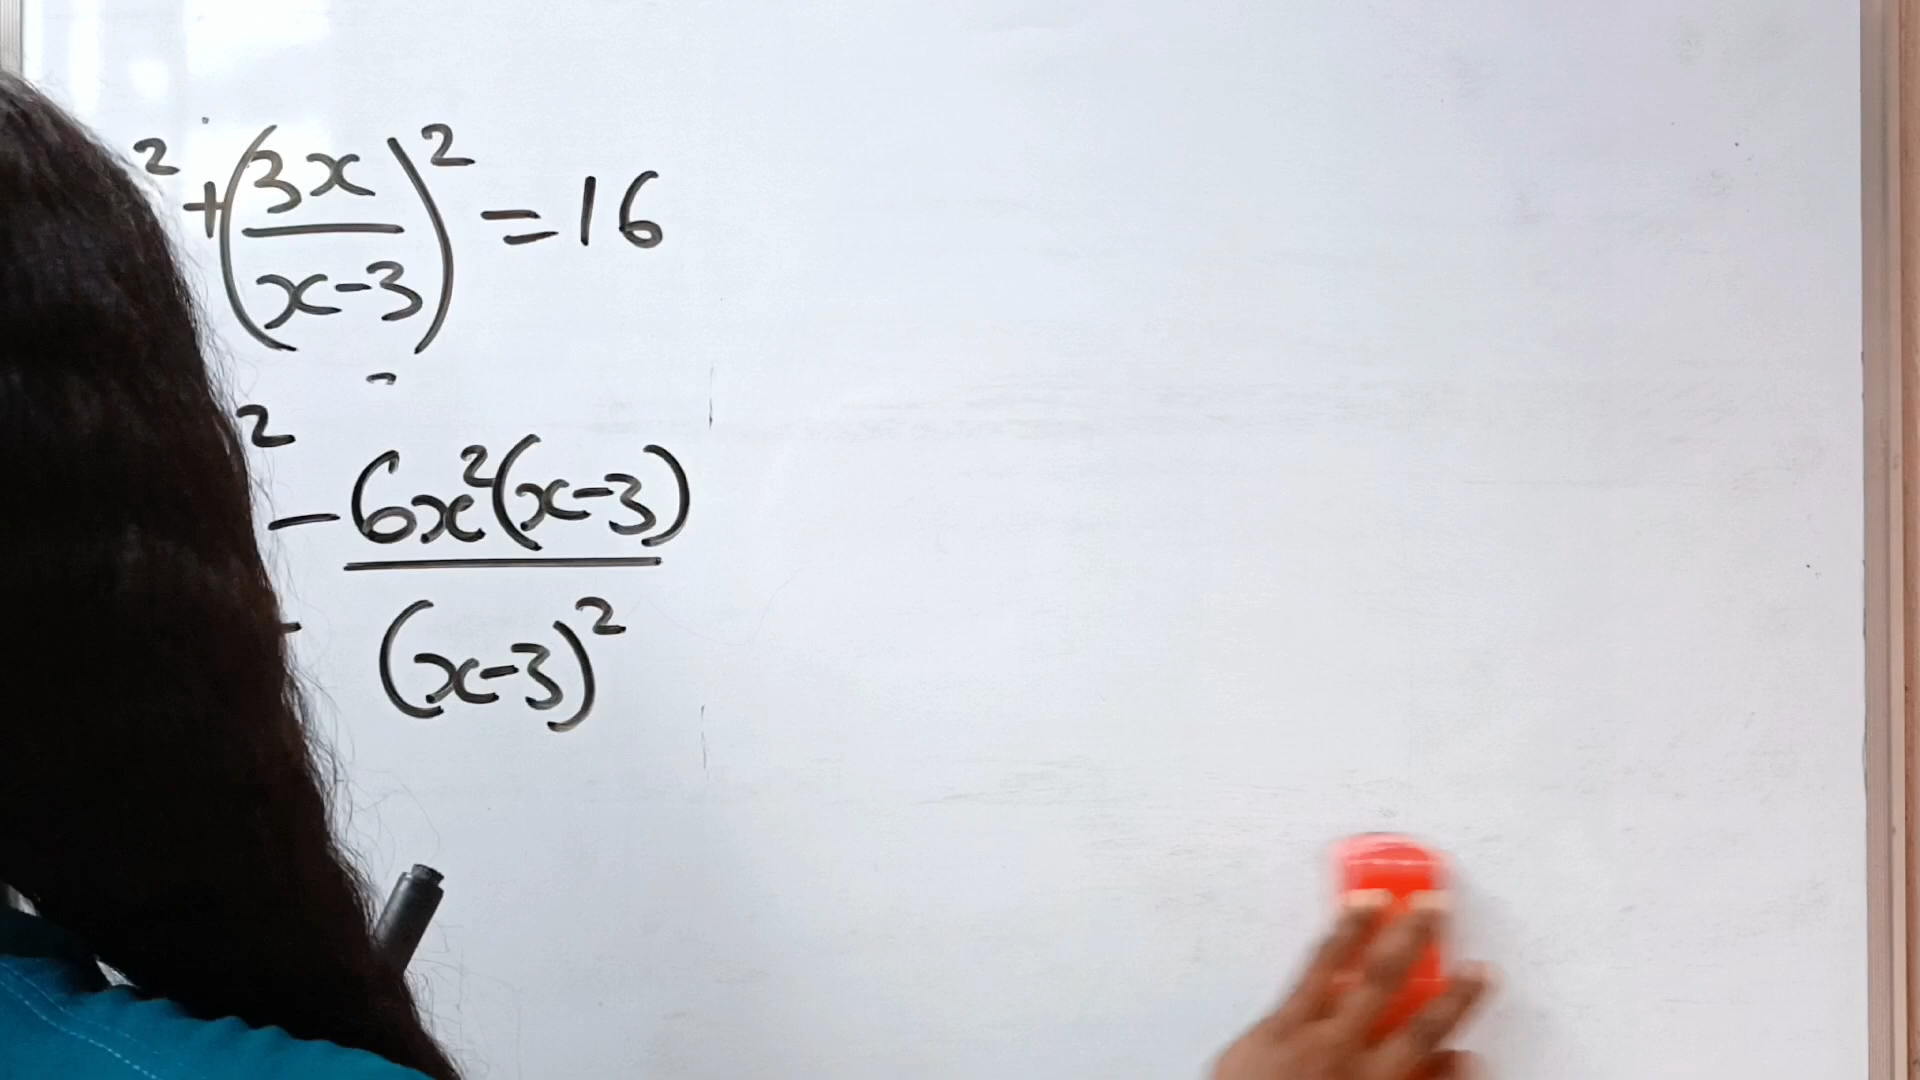 ² + (3x / x-3)² = 16
² - 6x²(x-3) / (x-3)²